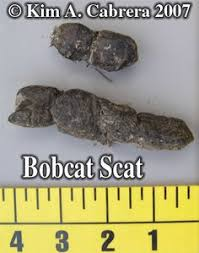 © Kim A. Cabrera 2007
Bobcat Scat
4 3 2 1